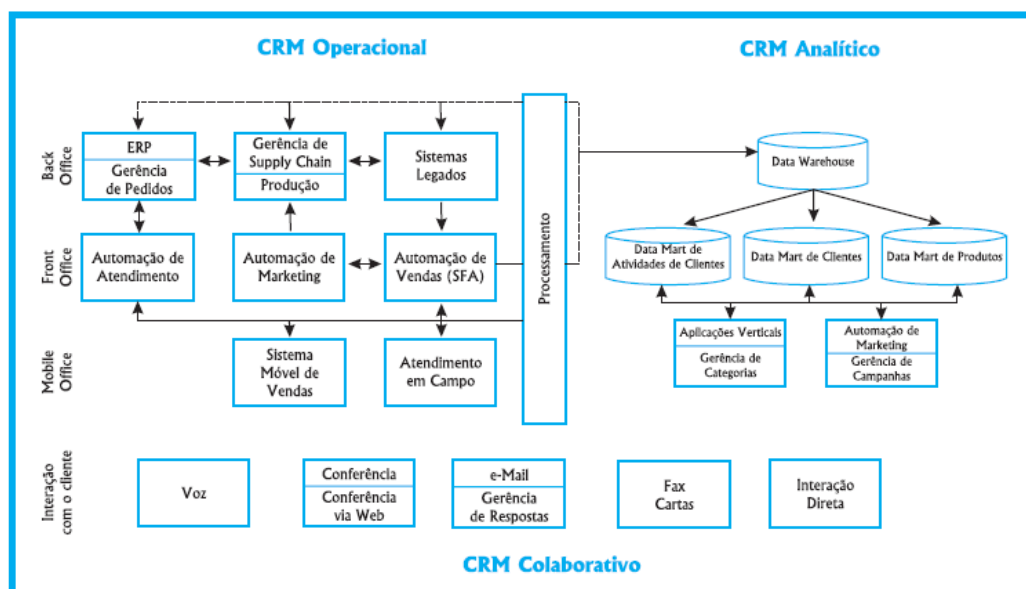 CRM Operacional
CRM Analítico
Back
Office
ERP
Gerência
de Pedidos
Gerência de
Supply Chain
Produção
Sistemas
Legados
Data Warehouse
Front
Office
Automação de
Atendimento
Automação de
Marketing
Automação de
Vendas (SFA)
Processamento
Data Mart de
Atividades de Clientes
Data Mart de Clientes
Data Mart de Produtos
Mobile
Office
Sistema
Móvel de
Vendas
Atendimento
em Campo
Aplicações Verticais
Gerência de
Categorias
Automação de
Marketing
Gerência de
Campanhas
Interação
com o cliente
Voz
Conferência
Conferência
via Web
e-Mail
Gerência
de Respostas
Fax
Cartas
Interação
Direta
CRM Colaborativo